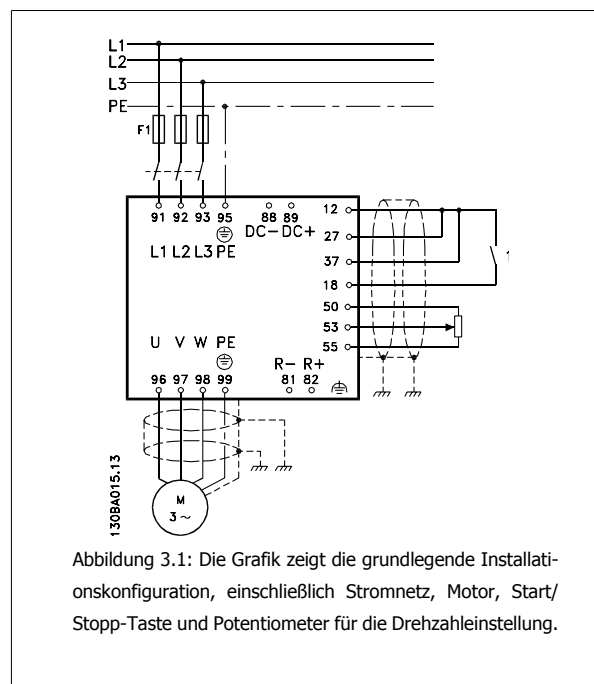 L1
L2
L3
PE
F1
91 92 93 95 88 89
DC- DC+
L1 L2 L3 PE
12
27
37
18
50
53
55
1
U V W PE
96 97 98 99
R- R+
81 82
M
3 ~
130BA015.13
Abbildung 3.1: Die Grafik zeigt die grundlegende Installati-
onskonfiguration, einschließlich Stromnetz, Motor, Start/
Stopp-Taste und Potentiometer für die Drehzahleinstellung.